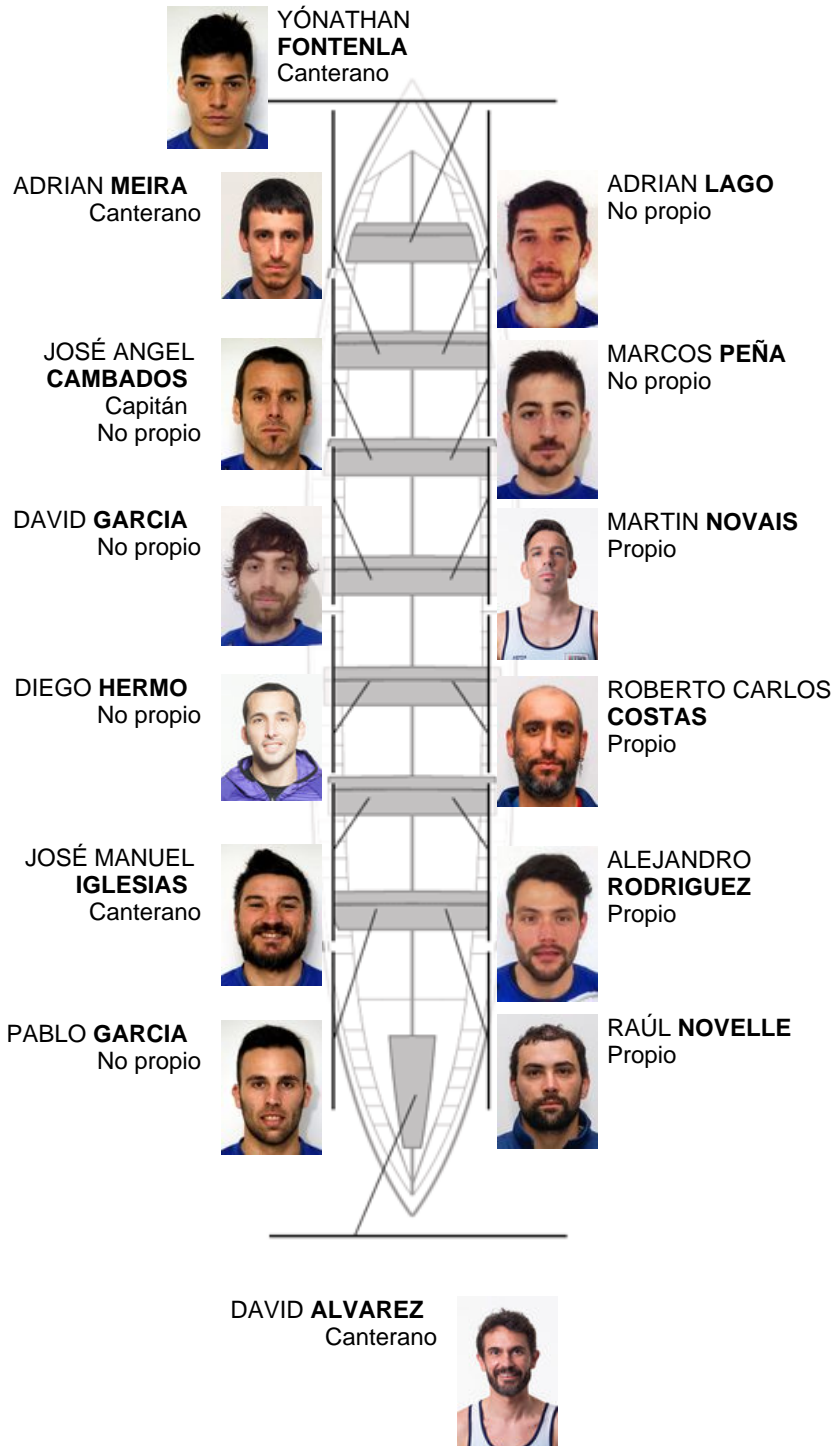 YÓNATHAN
FONTENLA
Canterano
ADRIAN MEIRA
Canterano
ADRIAN LAGO
No propio
JOSÉ ANGEL
CAMBADOS
Capitán
No propio
MARCOS PEÑA
No propio
DAVID GARCIA
No propio
MARTIN NOVAIS
Propio
DIEGO HERMO
No propio
ROBERTO CARLOS
COSTAS
Propio
JOSÉ MANUEL
IGLESIAS
Canterano
ALEJANDRO
RODRIGUEZ
Propio
PABLO GARCIA
No propio
RAÚL NOVELLE
Propio
DAVID ALVAREZ
Canterano